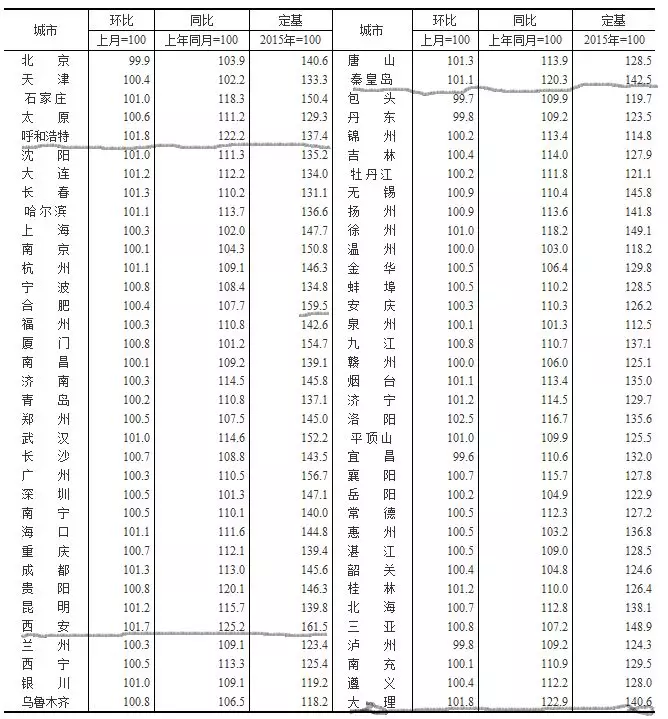 城市 环比 同比 定基 城市 环比 同比 定基
上月=100 上年同月=100 2015年=100 上月=100 上年同月=100 2015年=100
北京 99.9 103.9 140.6 唐山 101.3 113.9 128.5
天津 100.4 102.2 133.3 秦皇岛 101.1 120.3 142.5
石家庄 101.0 118.3 150.4 包头 99.7 109.9 119.7
太原 100.6 111.2 129.3 丹东 99.8 109.2 123.5
呼和浩特 101.8 122.2 137.4 锦州 100.2 113.4 114.8
沈阳 101.0 111.3 135.2 吉林 100.4 114.0 127.9
大连 101.2 112.2 134.0 牡丹江 100.2 111.8 121.1
长春 101.3 110.2 131.1 无锡 100.9 110.4 145.8
哈尔滨 101.1 113.7 136.6 扬州 100.9 113.6 141.8
上海 100.3 102.0 147.7 徐州 101.0 118.2 149.1
南京 100.1 104.3 150.8 温州 100.0 103.0 118.2
杭州 101.1 109.1 146.3 金华 100.5 106.4 129.8
宁波 100.8 108.4 134.8 蚌埠 100.5 110.2 128.5
合肥 100.4 107.7 159.5 安庆 100.3 110.3 126.2
福州 100.3 110.8 142.6 泉州 100.1 101.3 112.5
厦门 100.8 101.2 154.7 九江 100.8 110.7 137.1
南昌 100.1 109.2 139.1 赣州 100.0 106.0 125.1
济南 100.3 114.5 145.8 烟台 101.1 113.4 135.0
青岛 100.2 110.8 137.1 济宁 101.2 114.5 129.7
郑州 100.5 107.5 145.0 洛阳 102.5 116.7 135.6
武汉 101.0 114.6 152.2 平顶山 101.0 109.9 125.5
长沙 100.7 108.8 143.5 宜昌 99.6 110.6 132.0
广州 100.3 110.5 156.7 襄阳 100.7 115.7 127.8
深圳 100.5 101.3 147.1 岳阳 100.2 104.9 122.9
南宁 100.5 110.1 140.0 常德 100.5 112.3 127.2
海口 101.1 111.6 144.8 惠州 100.5 103.2 136.8
重庆 100.7 112.1 139.4 湛江 100.5 109.0 128.5
成都 101.3 113.0 145.6 韶关 100.4 104.8 124.6
贵阳 100.8 120.1 146.3 桂林 101.2 110.0 126.4
昆明 101.2 115.7 139.8 北海 100.7 112.8 138.1
西安 101.7 125.2 161.5 三亚 100.8 107.2 148.9
兰州 100.3 109.1 123.4 泸州 99.8 109.2 124.3
西宁 100.5 113.3 125.4 南充 100.1 110.9 129.5
银川 101.0 109.1 119.2 遵义 100.4 112.2 128.0
乌鲁木齐 100.8 106.5 118.2 大理 101.8 122.9 140.6